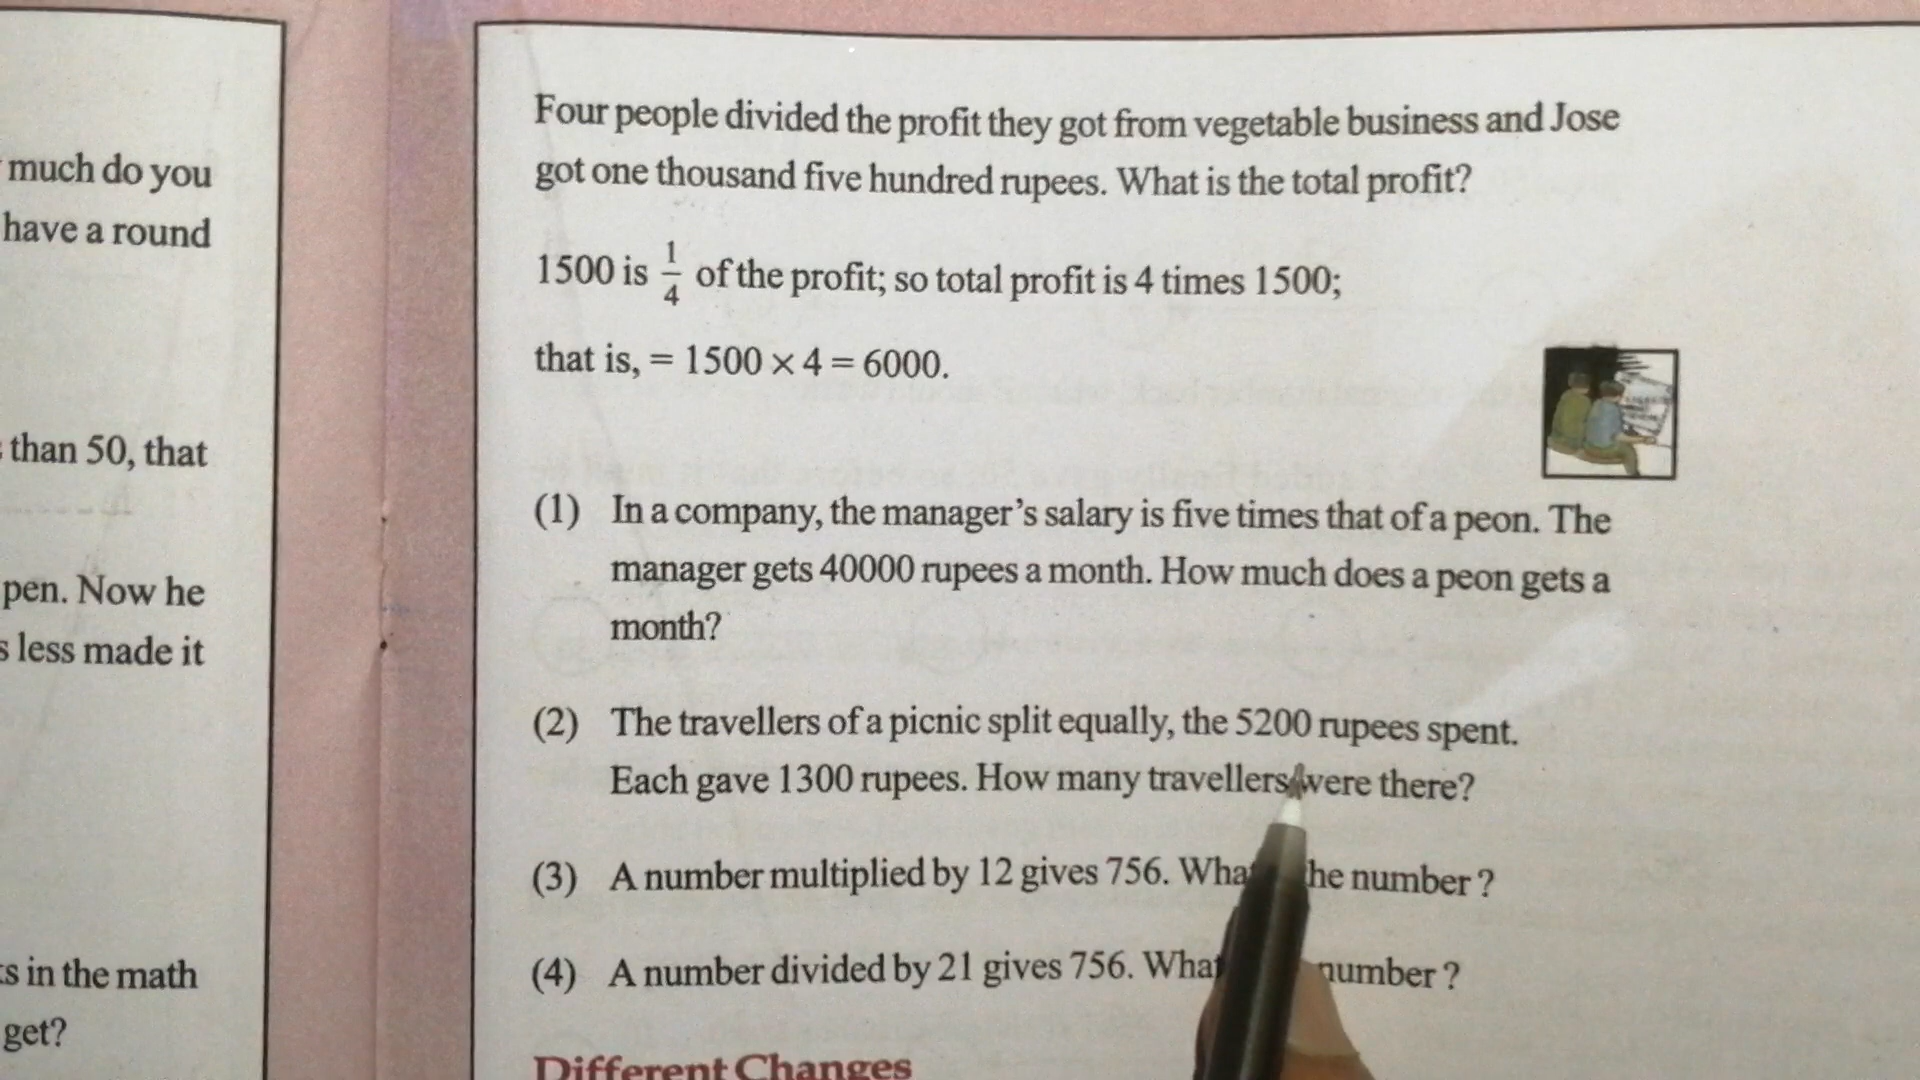 much do you
have a round
than 50, that
pen. Now he
s less made it
s in the math
get?
Four people divided the profit they got from vegetable business and Jose
got one thousand five hundred rupees. What is the total profit?
1500 is 1/4 of the profit; so total profit is 4 times 1500;
that is, = 1500 × 4 = 6000.
(1) In a company, the manager's salary is five times that of a peon. The
manager gets 40000 rupees a month. How much does a peon gets a
month?
(2) The travellers of a picnic split equally, the 5200 rupees spent.
Each gave 1300 rupees. How many travellers were there?
(3) A number multiplied by 12 gives 756. What he number ?
(4) A number divided by 21 gives 756. What number ?
Different Changes